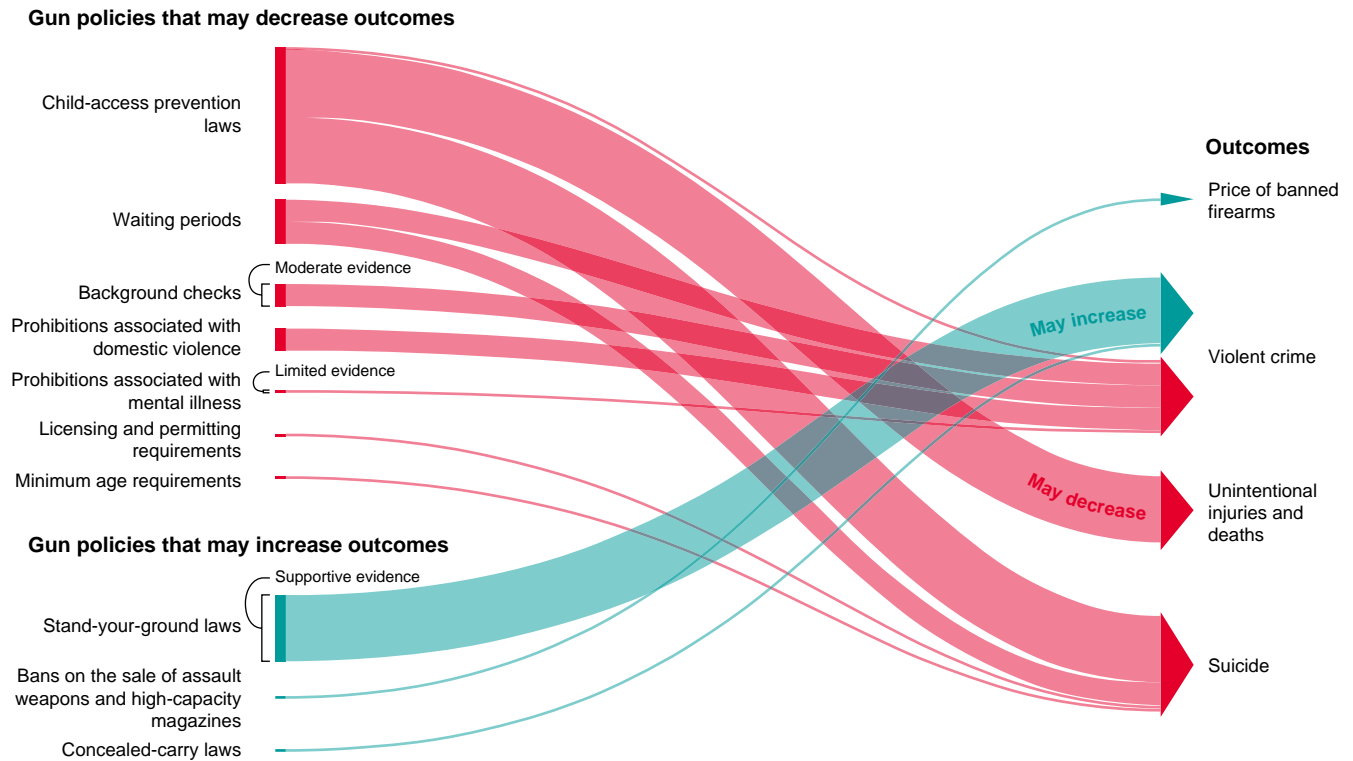 Gun policies that may decrease outcomes
Child-access prevention
laws
Waiting periods
Moderate evidence
Background checks
Prohibitions associated with
domestic violence
Limited evidence
Prohibitions associated with
mental illness
Licensing and permitting
requirements
Minimum age requirements
Gun policies that may increase outcomes
Supportive evidence
Stand-your-ground laws
Bans on the sale of assault
weapons and high-capacity
magazines
Concealed-carry laws
May increase
May decrease
Outcomes
Price of banned
firearms
Violent crime
Unintentional
injuries and
deaths
Suicide